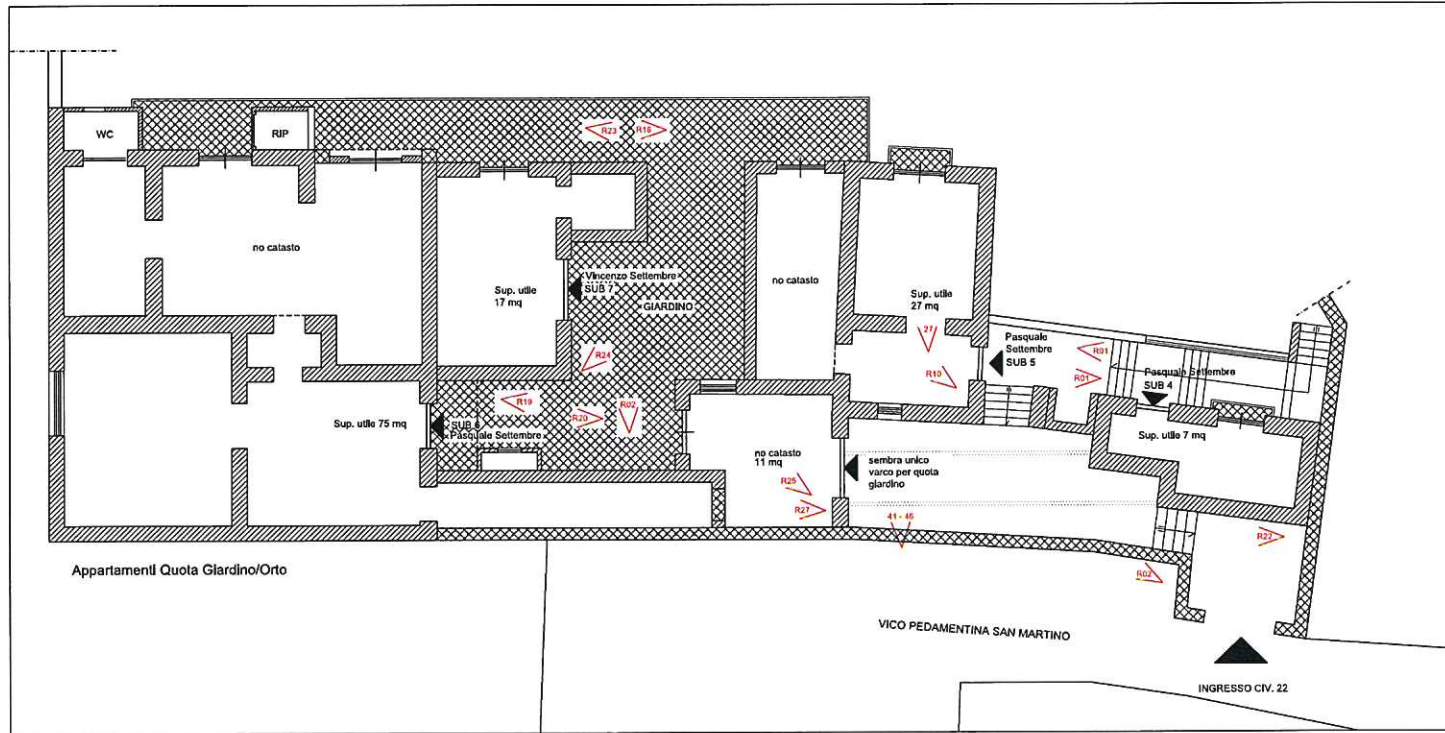 WC
RIP
R23
R18
no catasto
Sup. utile
17 mq
Vincenzo Settembre
SUB 7
GIARDINO
no catasto
Sup. utile
27 mq
27
R10
Pasquale
Settembre
SUB 5
R01
R01
Pasquale Settembre
SUB 4
Sup. utile 7 mq
R24
R19
R20
R02
Sup. utile 75 mq
SUB 6
Pasquale Settembre
no catasto
11 mq
R25
R27
sembra unico
varco per quota
giardino
41 - 46
R22
R02
Appartamenti Quota Giardino/Orto
VICO PEDAMENTINA SAN MARTINO
INGRESSO CIV. 22